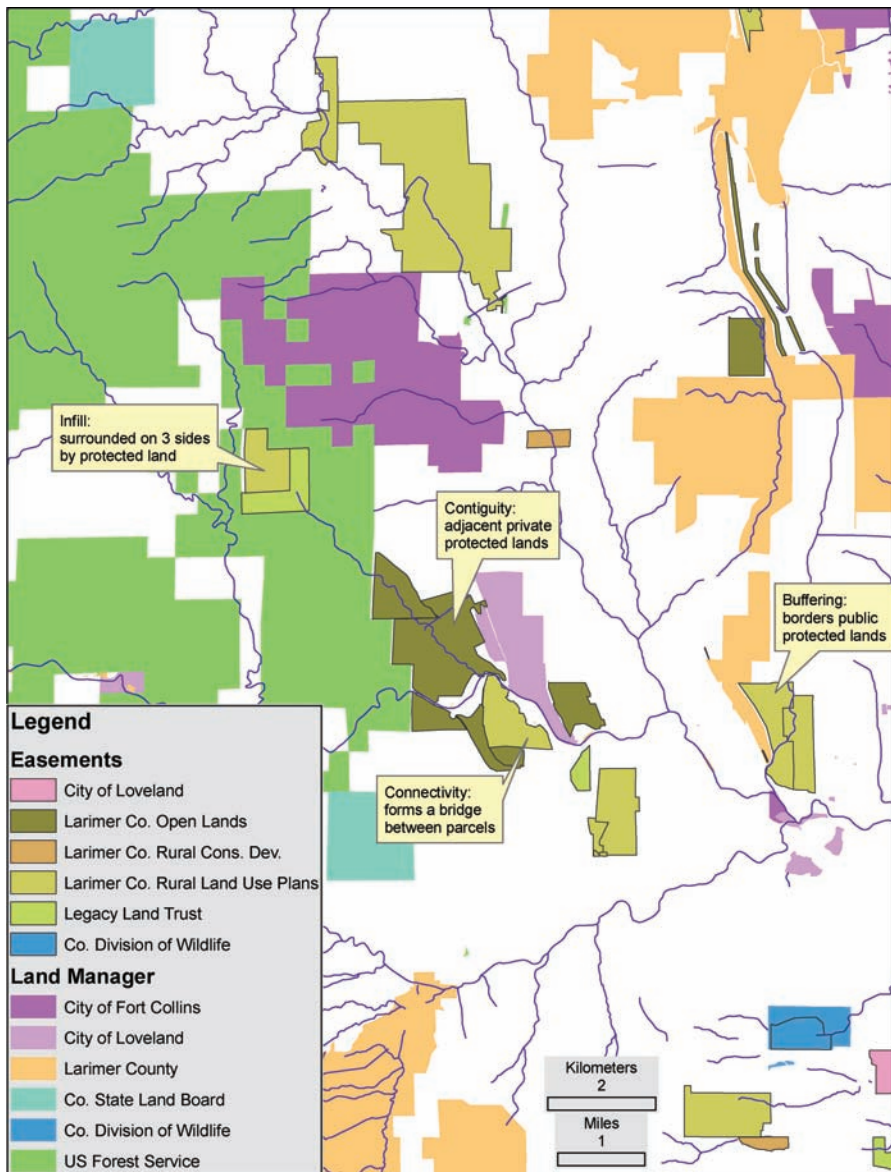 Infill:
surrounded on 3 sides
by protected land
Contiguity:
adjacent private
protected lands
Buffering:
borders public
protected lands
Connectivity:
forms a bridge
between parcels
Legend
Easements
City of Loveland
Larimer Co. Open Lands
Larimer Co. Rural Cons. Dev.
Larimer Co. Rural Land Use Plans
Legacy Land Trust
Co. Division of Wildlife
Land Manager
City of Fort Collins
City of Loveland
Larimer County
Co. State Land Board
Co. Division of Wildlife
US Forest Service
Kilometers
2
Miles
1